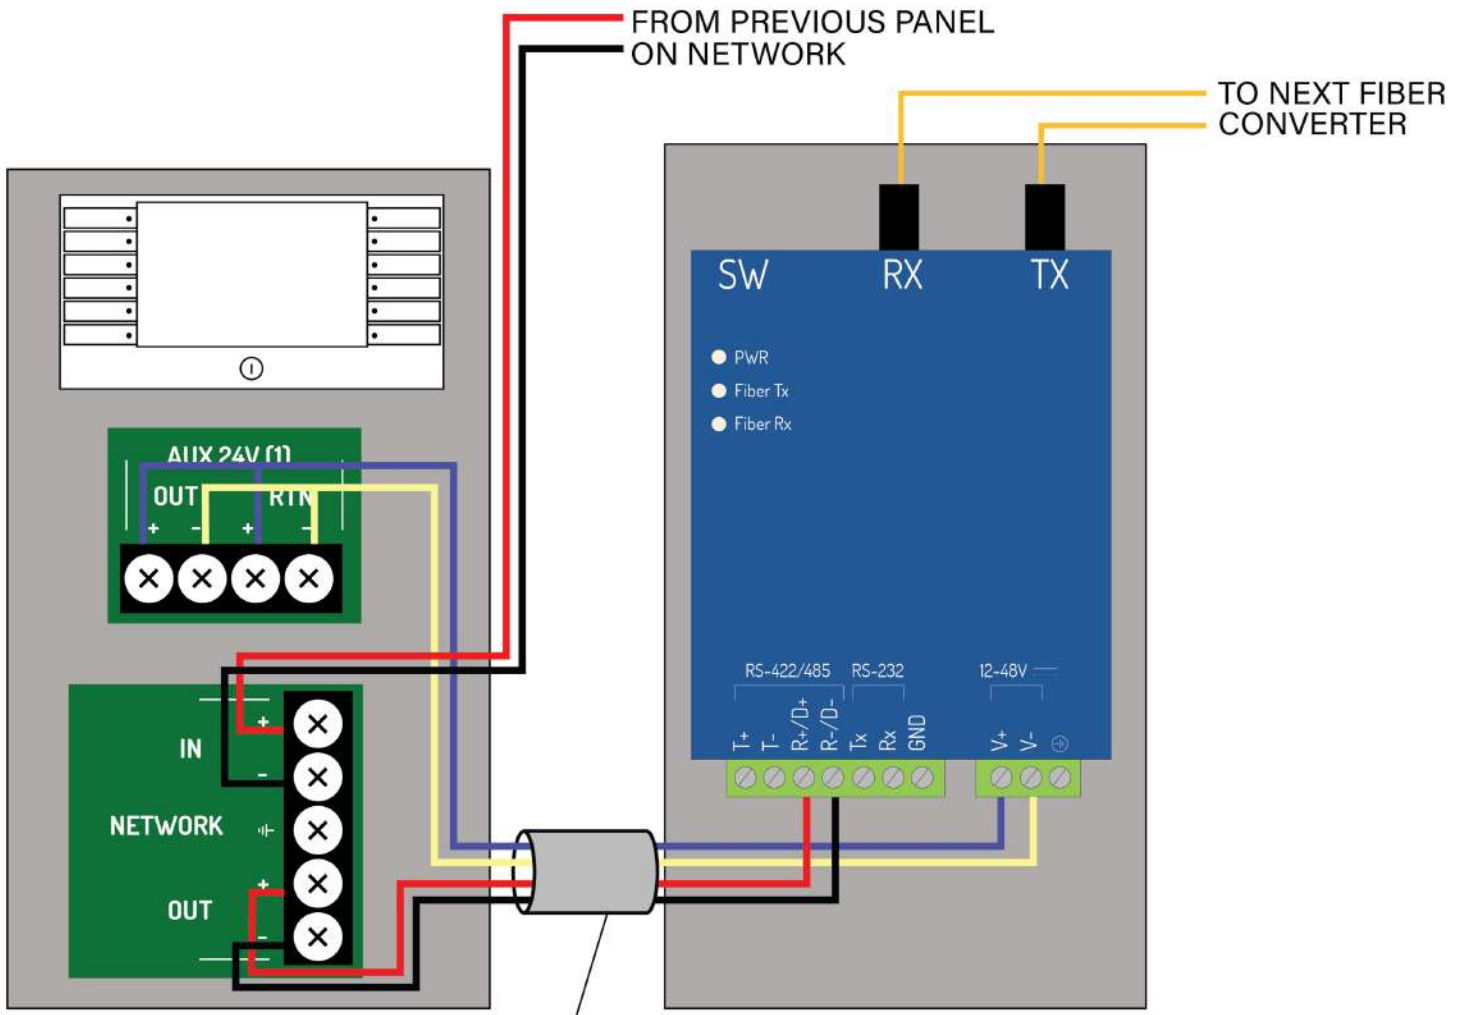 FROM PREVIOUS PANEL
ON NETWORK
TO NEXT FIBER
CONVERTER
SW RX TX
PWR
Fiber Tx
Fiber Rx
AUX 24V (1)
OUT RTN
+ - + -
RS-422/485 RS-232 12-48V
T+ T- R+/D+ R-/D- Tx Rx GND V+ V-
+
IN
-
NETWORK
+
OUT
-